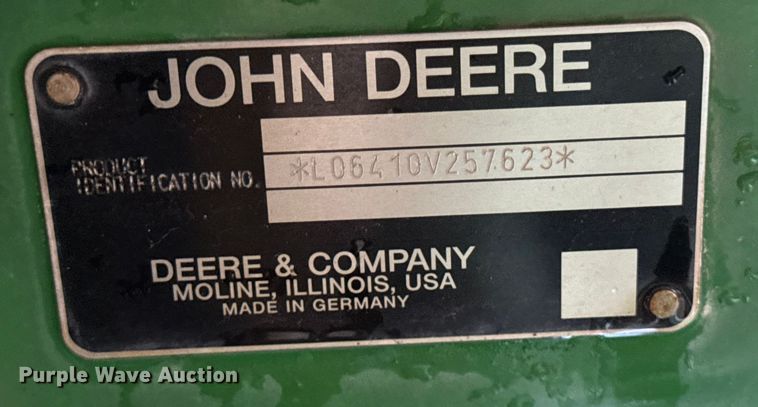 JOHN DEERE
PRODUCT
IDENTIFICATION NO.
*L06410V257623*
DEERE & COMPANY
MOLINE, ILLINOIS, USA
MADE IN GERMANY
Purple Wave Auction